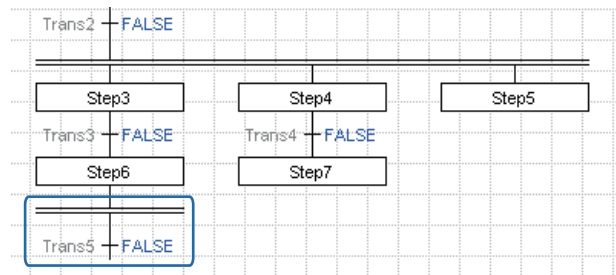 Trans2 FALSE
Step3 Step4 Step5
Trans3 FALSE Trans4 FALSE
Step6 Step7
Trans5 FALSE